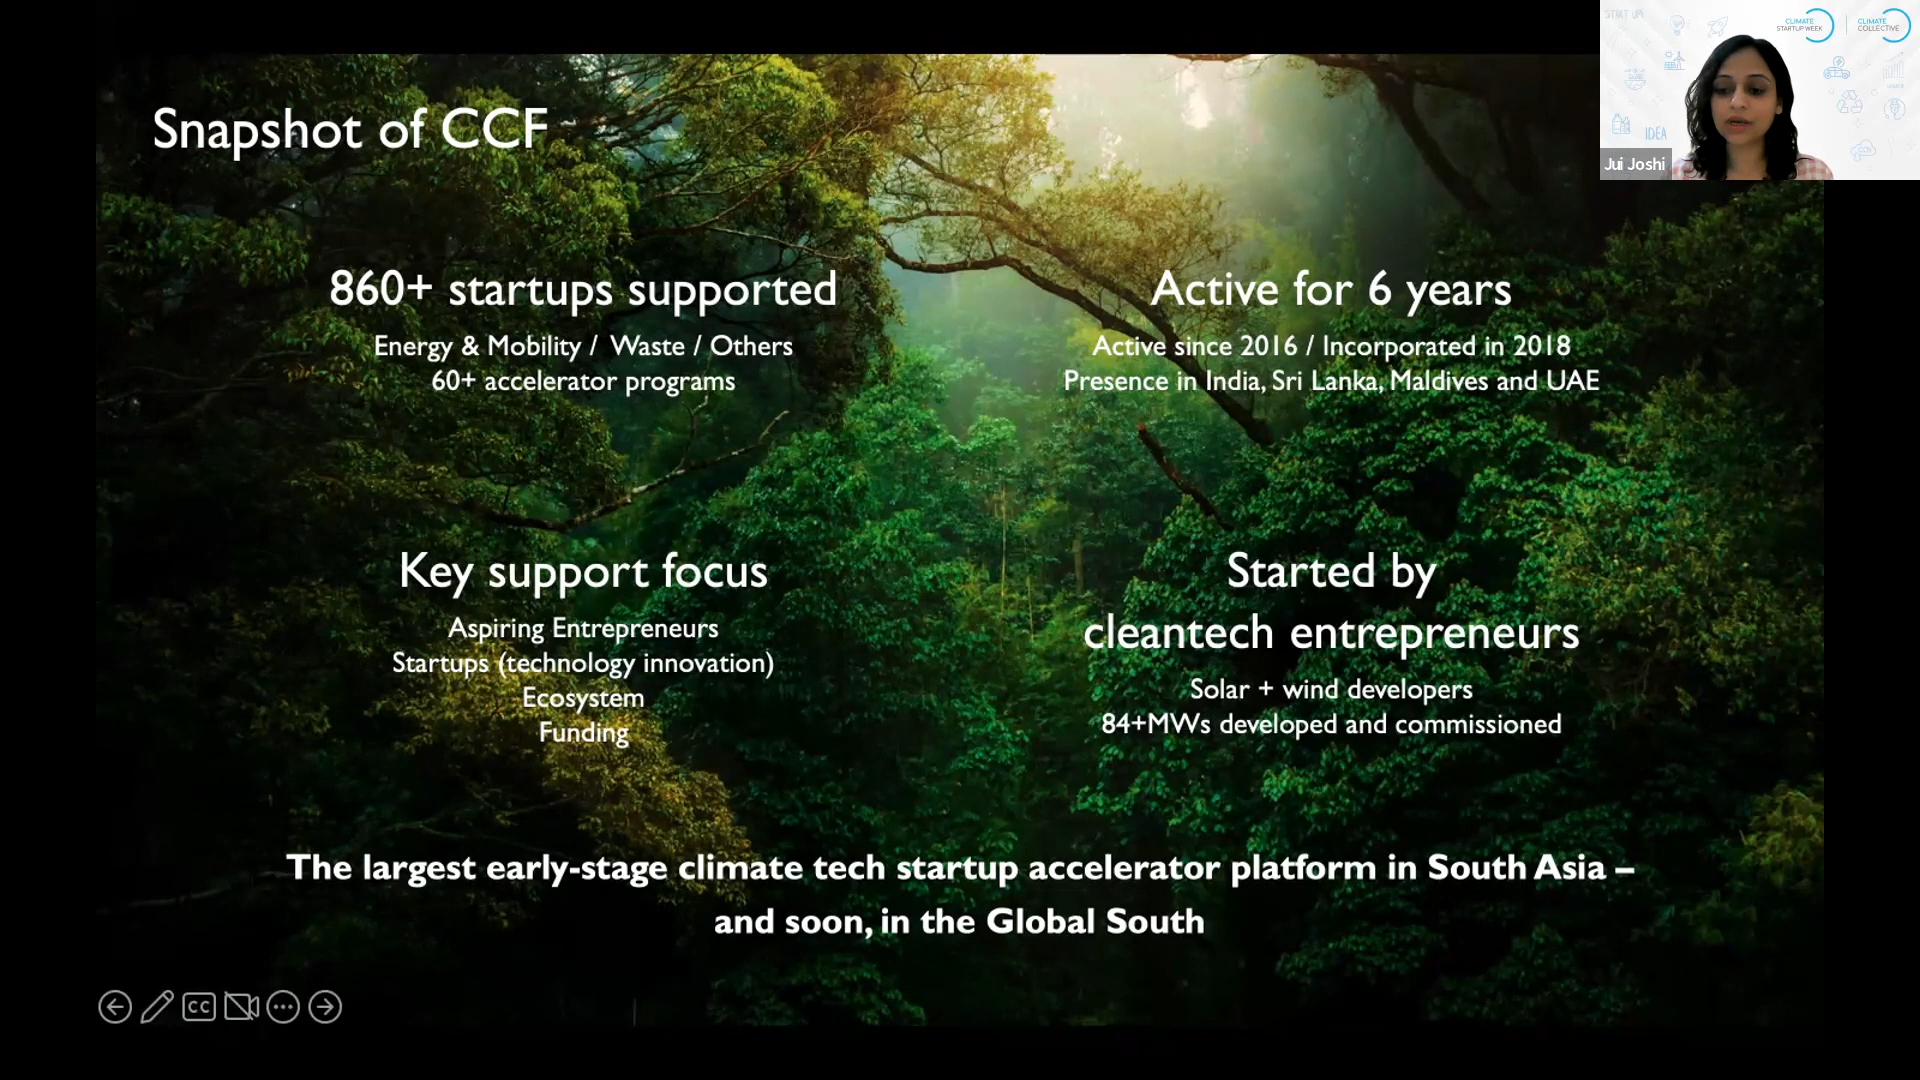 START UP!
CLIMATE
STARTUP WEEK
CLIMATE
COLLECTIVE
IDEA
Jui Joshi
Snapshot of CCF
860+ startups supported
Energy & Mobility / Waste / Others
60+ accelerator programs
Active for 6 years
Active since 2016 / Incorporated in 2018
Presence in India, Sri Lanka, Maldives and UAE
Key support focus
Aspiring Entrepreneurs
Startups (technology innovation)
Ecosystem
Funding
Started by
cleantech entrepreneurs
Solar + wind developers
84+MWs developed and commissioned
The largest early-stage climate tech startup accelerator platform in South Asia –
and soon, in the Global South
CC